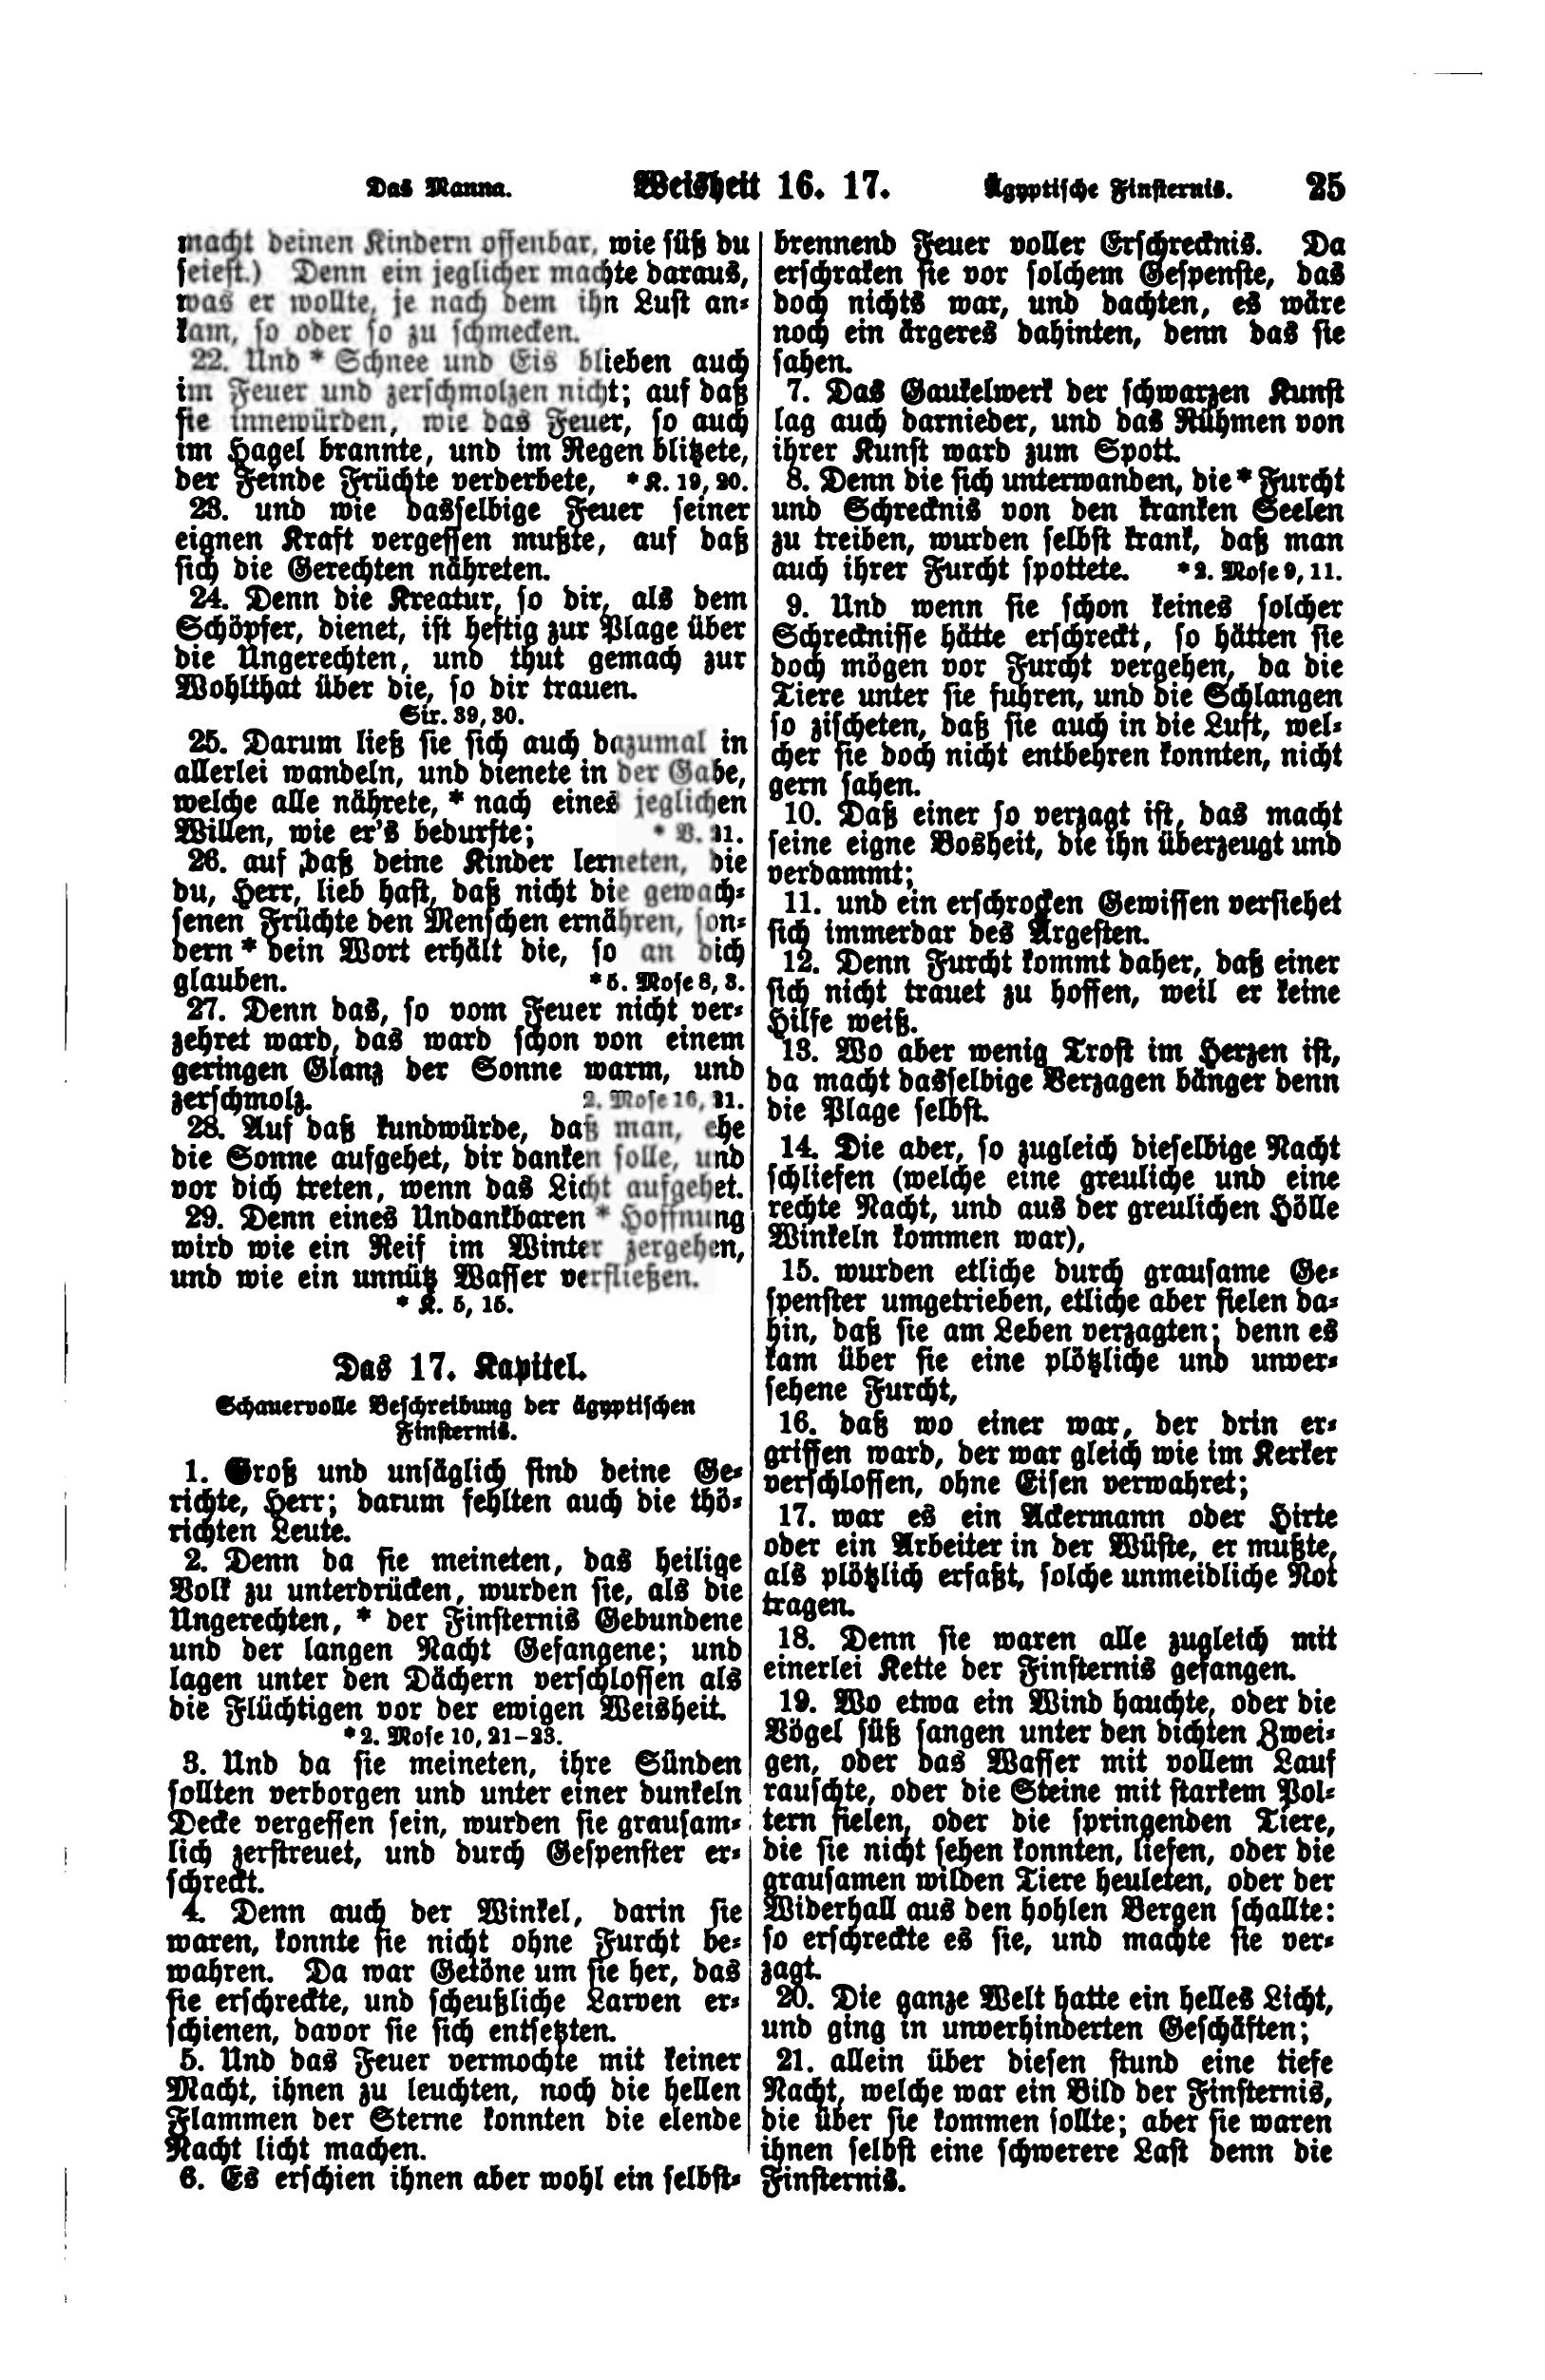 Das Manna. Weisheit 16. 17. Ägyptische Finsternis. 25
macht deinen Kindern offenbar, wie süß du
seiest.) Denn ein jeglicher machte daraus,
was er wollte, je nach dem ihn Lust an-
kam, so oder so zu schmecken.
22. Und * Schnee und Eis blieben auch
im Feuer und zerschmolzen nicht; auf daß
sie innewürden, wie das Feuer, so auch
im Hagel brannte, und im Regen blitzete,
der Feinde Früchte verderbete, * K. 19, 20.
23. und wie dasselbige Feuer seiner
eignen Kraft vergessen mußte, auf daß
sich die Gerechten nähreten.
24. Denn die Kreatur, so dir, als dem
Schöpfer, dienet, ist heftig zur Plage über
die Ungerechten, und thut gemach zur
Wohlthat über die, so dir trauen.
Sir. 39, 30.
25. Darum ließ sie sich auch dazumal in
allerlei wandeln, und dienete in der Gabe,
welche alle nährete, * nach eines jeglichen
Willen, wie er's bedurfte; * V. 21.
26. auf daß deine Kinder lerneten, die
du, Herr, lieb hast, daß nicht die gewach-
senen Früchte den Menschen ernähren, son-
dern * dein Wort erhält die, so an dich
glauben. *5. Mose 8, 3.
27. Denn das, so vom Feuer nicht ver-
zehret ward, das ward schon von einem
geringen Glanz der Sonne warm, und
zerschmolz. 2. Mose 16, 21.
28. Auf daß kundwürde, daß man, ehe
die Sonne aufgehet, dir danken solle, und
vor dich treten, wenn das Licht aufgehet.
29. Denn eines Undankbaren * Hoffnung
wird wie ein Reif im Winter zergehen,
und wie ein unnütz Wasser verfließen.
* K. 5, 15.
Das 17. Kapitel.
Schauervolle Beschreibung der ägyptischen
Finsternis.
1. Groß und unsäglich sind deine Ge-
richte, Herr; darum fehlten auch die thö-
richten Leute.
2. Denn da sie meineten, das heilige
Volk zu unterdrücken, wurden sie, als die
Ungerechten, * der Finsternis Gebundene
und der langen Nacht Gefangene; und
lagen unter den Dächern verschlossen als
die Flüchtigen vor der ewigen Weisheit.
*2. Mose 10, 21–23.
3. Und da sie meineten, ihre Sünden
sollten verborgen und unter einer dunkeln
Decke vergessen sein, wurden sie grausam-
lich zerstreuet, und durch Gespenster er-
schreckt.
4. Denn auch der Winkel, darin sie
waren, konnte sie nicht ohne Furcht be-
wahren. Da war Getöne um sie her, das
sie erschreckte, und scheußliche Larven er-
schienen, davor sie sich entsetzten.
5. Und das Feuer vermochte mit keiner
Macht, ihnen zu leuchten, noch die hellen
Flammen der Sterne konnten die elende
Nacht licht machen.
6. Es erschien ihnen aber wohl ein selbst-
brennend Feuer voller Erschrecknis. Da
erschraken sie vor solchem Gespenste, das
doch nichts war, und dachten, es wäre
noch ein ärgeres dahinten, denn das sie
sahen.
7. Das Gaukelwerk der schwarzen Kunst
lag auch darnieder, und das Rühmen von
ihrer Kunst ward zum Spott.
8. Denn die sich unterwanden, die * Furcht
und Schrecknis von den kranken Seelen
zu treiben, wurden selbst krank, daß man
auch ihrer Furcht spottete. *2. Mose 9, 11.
9. Und wenn sie schon keines solcher
Schrecknisse hätte erschreckt, so hätten sie
doch mögen vor Furcht vergehen, da die
Tiere unter sie fuhren, und die Schlangen
so zischeten, daß sie auch in die Luft, wel-
cher sie doch nicht entbehren konnten, nicht
gern sahen.
10. Daß einer so verzagt ist, das macht
seine eigne Bosheit, die ihn überzeugt und
verdammt;
11. und ein erschrocken Gewissen versiehet
sich immerdar des Ärgesten.
12. Denn Furcht kommt daher, daß einer
sich nicht trauet zu hoffen, weil er keine
Hilfe weiß.
13. Wo aber wenig Trost im Herzen ist,
da macht dasselbige Verzagen bänger denn
die Plage selbst.
14. Die aber, so zugleich dieselbige Nacht
schliefen (welche eine greuliche und eine
rechte Nacht, und aus der greulichen Hölle
Winkeln kommen war),
15. wurden etliche durch grausame Ge-
spenster umgetrieben, etliche aber fielen da-
hin, daß sie am Leben verzagten; denn es
kam über sie eine plötzliche und unver-
sehene Furcht,
16. daß wo einer war, der drin er-
griffen ward, der war gleich wie im Kerker
verschlossen, ohne Eisen verwahret;
17. war es ein Ackermann oder Hirte
oder ein Arbeiter in der Wüste, er mußte,
als plötzlich erfaßt, solche unmeidliche Not
tragen.
18. Denn sie waren alle zugleich mit
einerlei Kette der Finsternis gefangen.
19. Wo etwa ein Wind hauchte, oder die
Vögel süß sangen unter den dichten Zwei-
gen, oder das Wasser mit vollem Lauf
rauschte, oder die Steine mit starkem Pol-
tern fielen, oder die springenden Tiere,
die sie nicht sehen konnten, liefen, oder die
grausamen wilden Tiere heuleten, oder der
Widerhall aus den hohlen Bergen schallte:
so erschreckte es sie, und machte sie ver-
zagt.
20. Die ganze Welt hatte ein helles Licht,
und ging in unverhinderten Geschäften;
21. allein über diesen stund eine tiefe
Nacht, welche war ein Bild der Finsternis,
die über sie kommen sollte; aber sie waren
ihnen selbst eine schwerere Last denn die
Finsternis.